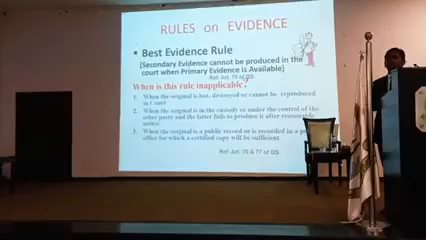 RULES on EVIDENCE
▪ Best Evidence Rule
[Secondary Evidence cannot be produced in the
court when Primary Evidence is Available]
Ref: Art. 75 of QS
When is this rule inapplicable?
1. When the original is lost, destroyed or cannot be reproduced
in Court
2. When the original is in the custody or under the control of the
other party and the latter fails to produce it after reasonable
notice.
3. When the original is a public record or is recorded in a
office for which a certified copy will be sufficient.
Ref: Art. 76 & 77 of QS